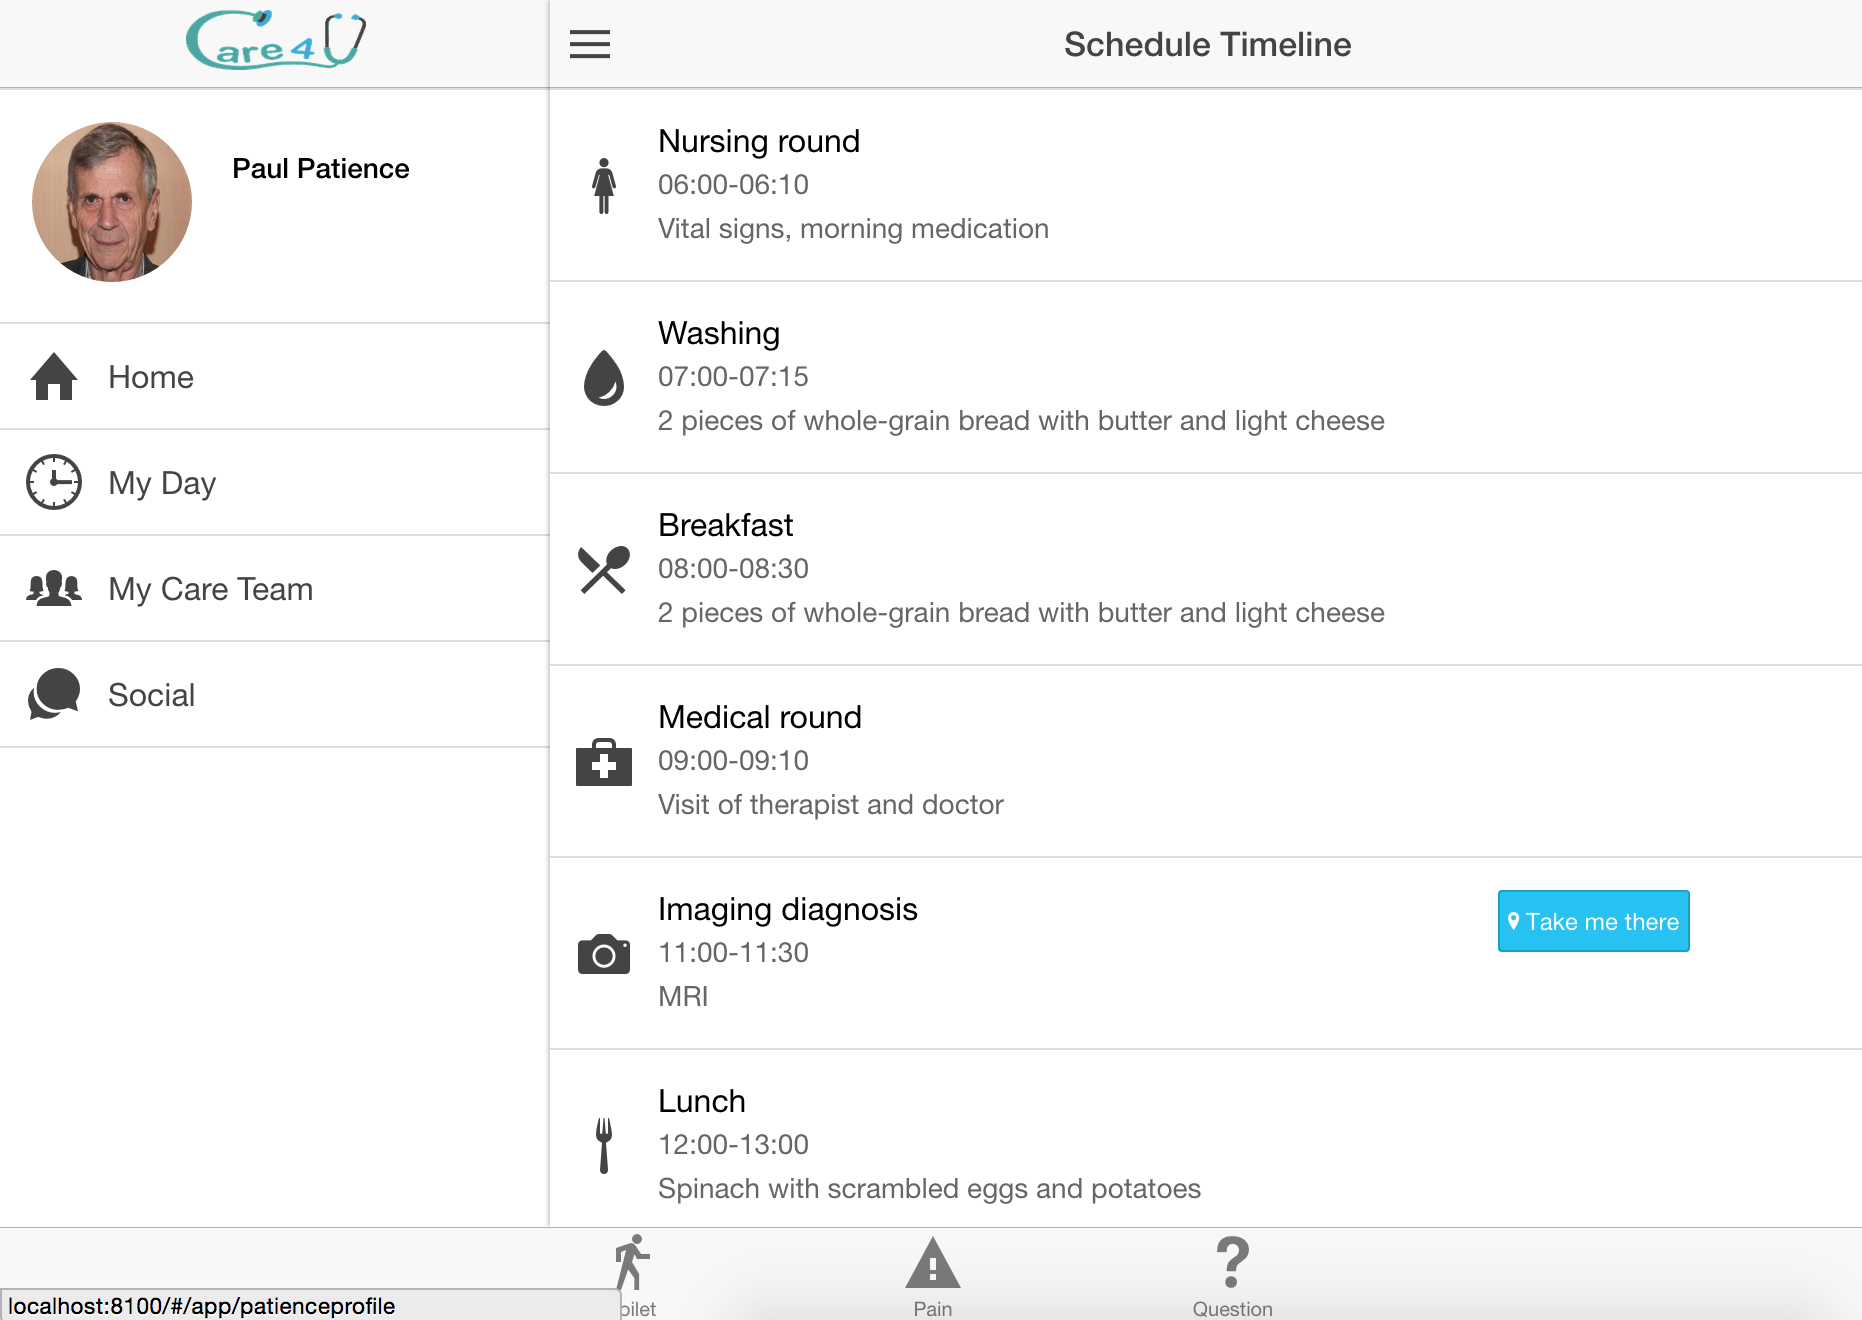 Care 4 U
Schedule Timeline
Paul Patience
Home
My Day
My Care Team
Social
Nursing round
06:00-06:10
Vital signs, morning medication
Washing
07:00-07:15
2 pieces of whole-grain bread with butter and light cheese
Breakfast
08:00-08:30
2 pieces of whole-grain bread with butter and light cheese
Medical round
09:00-09:10
Visit of therapist and doctor
Imaging diagnosis
11:00-11:30
MRI
Take me there
Lunch
12:00-13:00
Spinach with scrambled eggs and potatoes
oilet
Pain
Question
localhost:8100/#/app/patienceprofile